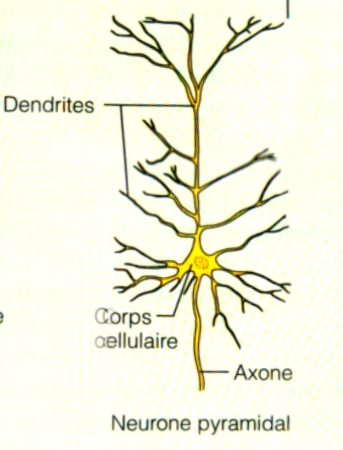 Dendrites
Corps
cellulaire
Axone
Neurone pyramidal